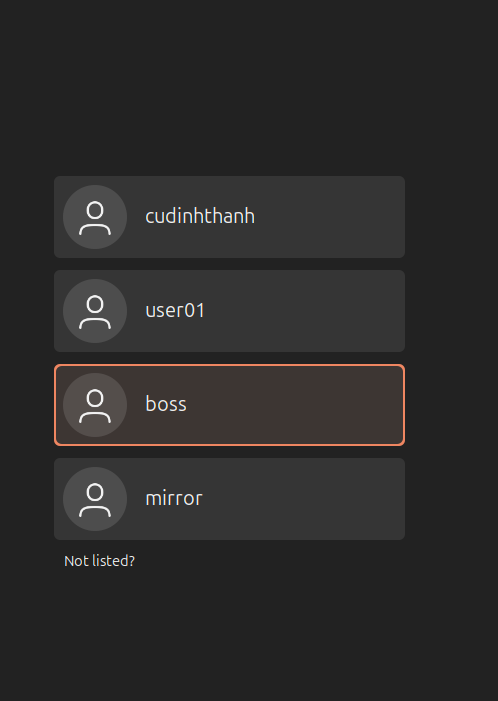 cudinhthanh
user01
boss
mirror
Not listed?